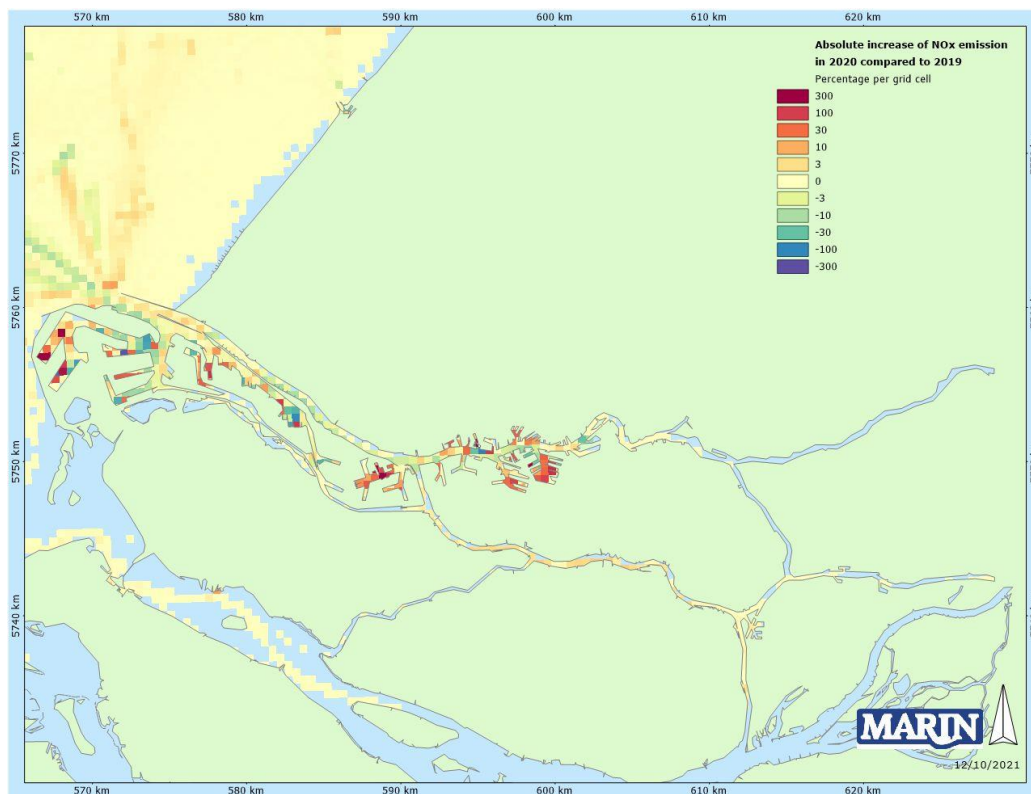 570 km 580 km 590 km 600 km 610 km 620 km
Absolute increase of NOx emission
in 2020 compared to 2019
Percentage per grid cell
300
100
30
10
3
0
-3
-10
-30
-100
-300
5770 km
5760 km
5750 km
5740 km
MARIN
12/10/2021
570 km 580 km 590 km 600 km 610 km 620 km